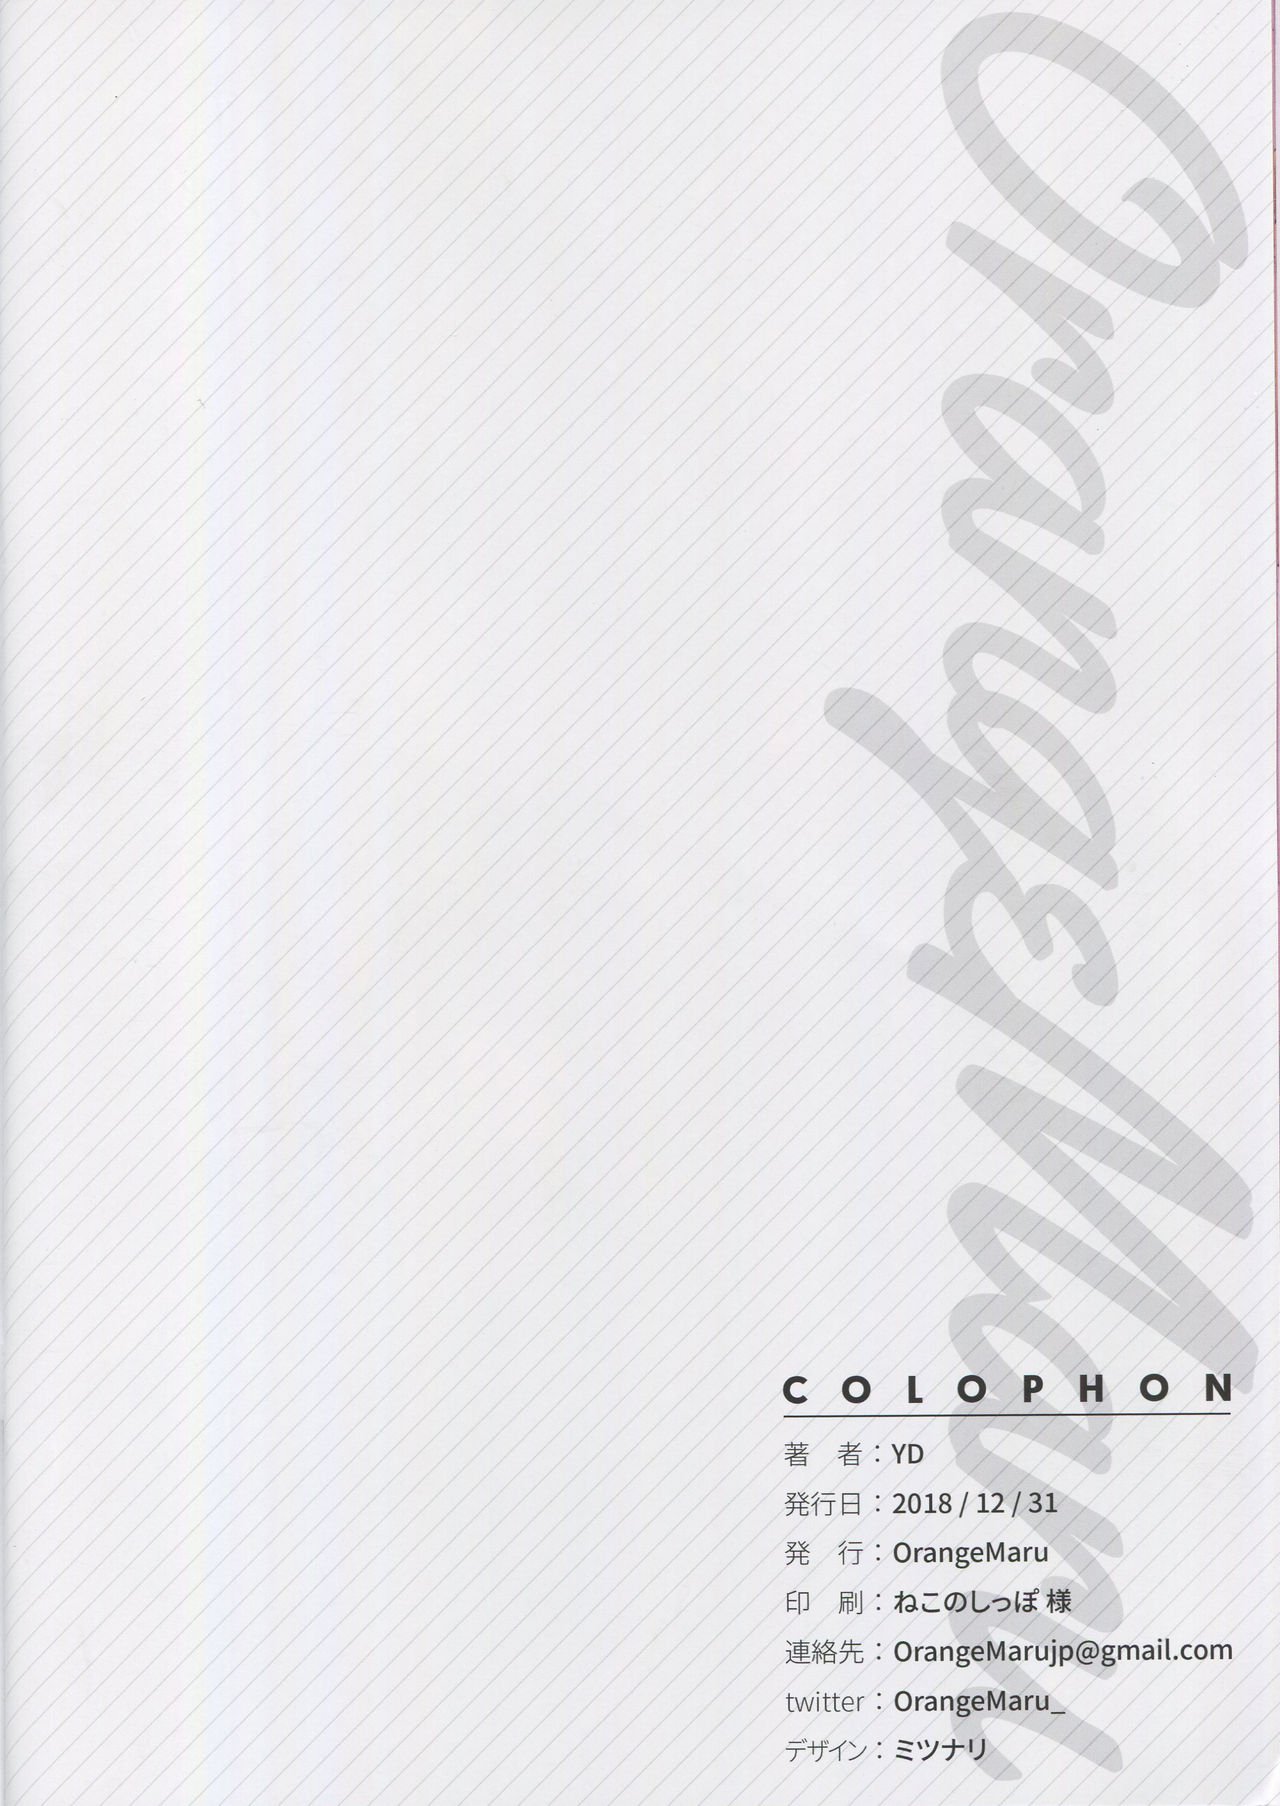 OrangeMaru
COLOPHON
著　者：YD
発行日：2018 / 12 / 31
発　行：OrangeMaru
印　刷：ねこのしっぽ 様
連絡先：OrangeMarujp@gmail.com
twitter：OrangeMaru_
デザイン：ミツナリ